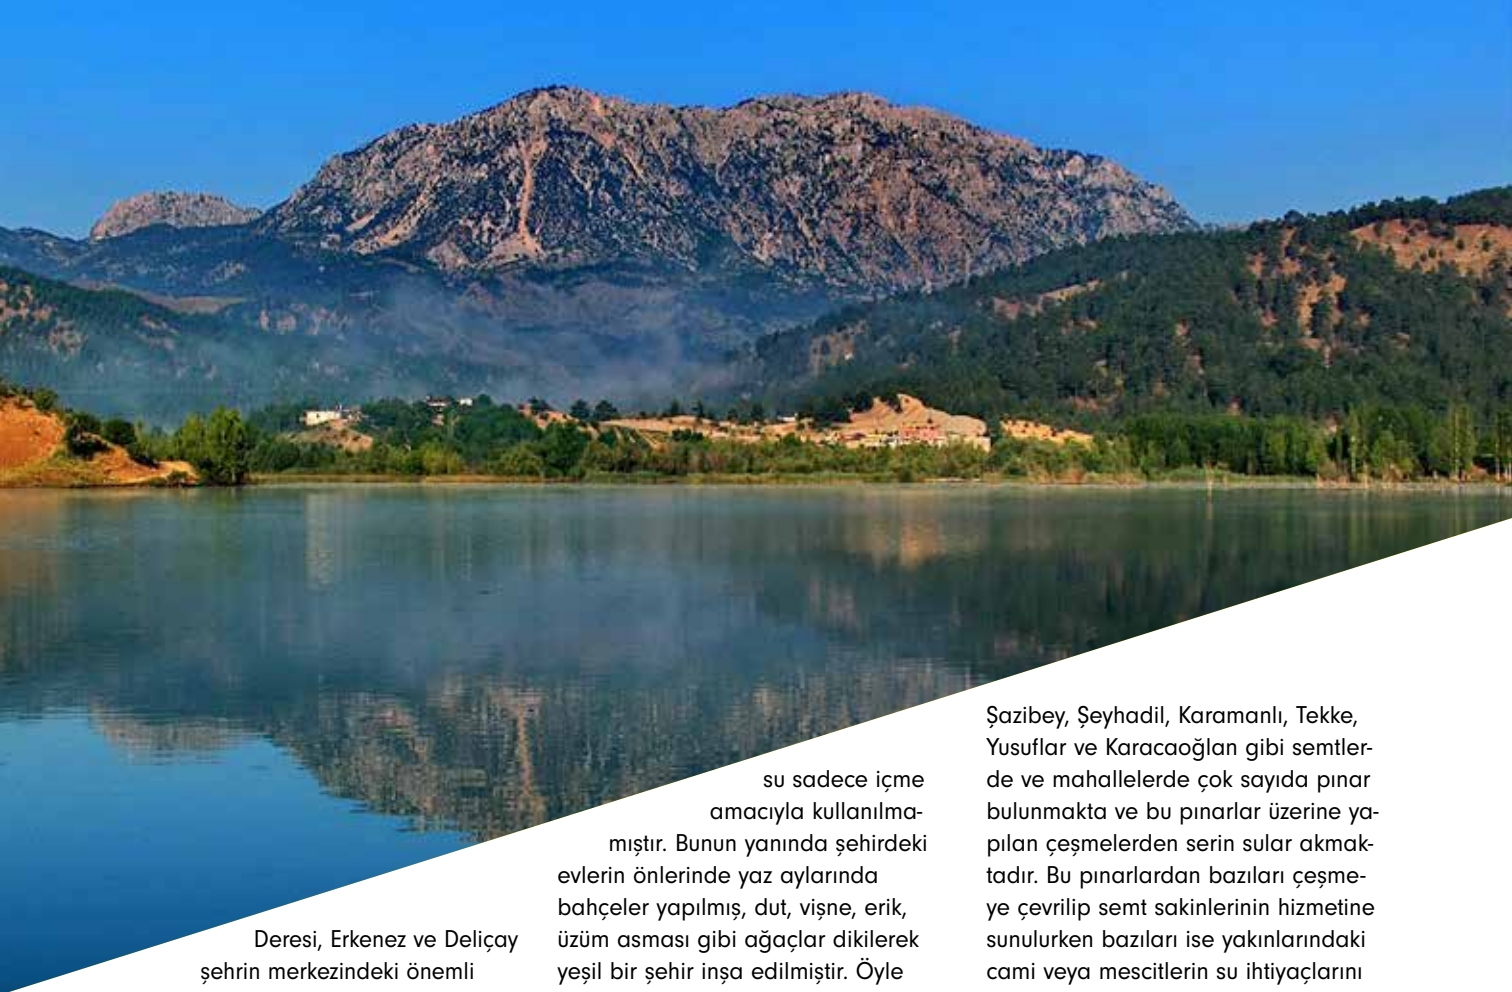 Deresi, Erkenez ve Deliçay
şehrin merkezindeki önemli
su sadece içme
amacıyla kullanılma-
mıştır. Bunun yanında şehirdeki
evlerin önlerinde yaz aylarında
bahçeler yapılmış, dut, vişne, erik,
üzüm asması gibi ağaçlar dikilerek
yeşil bir şehir inşa edilmiştir. Öyle
Şazibey, Şeyhadil, Karamanlı, Tekke,
Yusuflar ve Karacaoğlan gibi semtler-
de ve mahallelerde çok sayıda pınar
bulunmakta ve bu pınarlar üzerine ya-
pılan çeşmelerden serin sular akmak-
tadır. Bu pınarlardan bazıları çeşme-
ye çevrilip semt sakinlerinin hizmetine
sunulurken bazıları ise yakınlarındaki
cami veya mescitlerin su ihtiyaçlarını